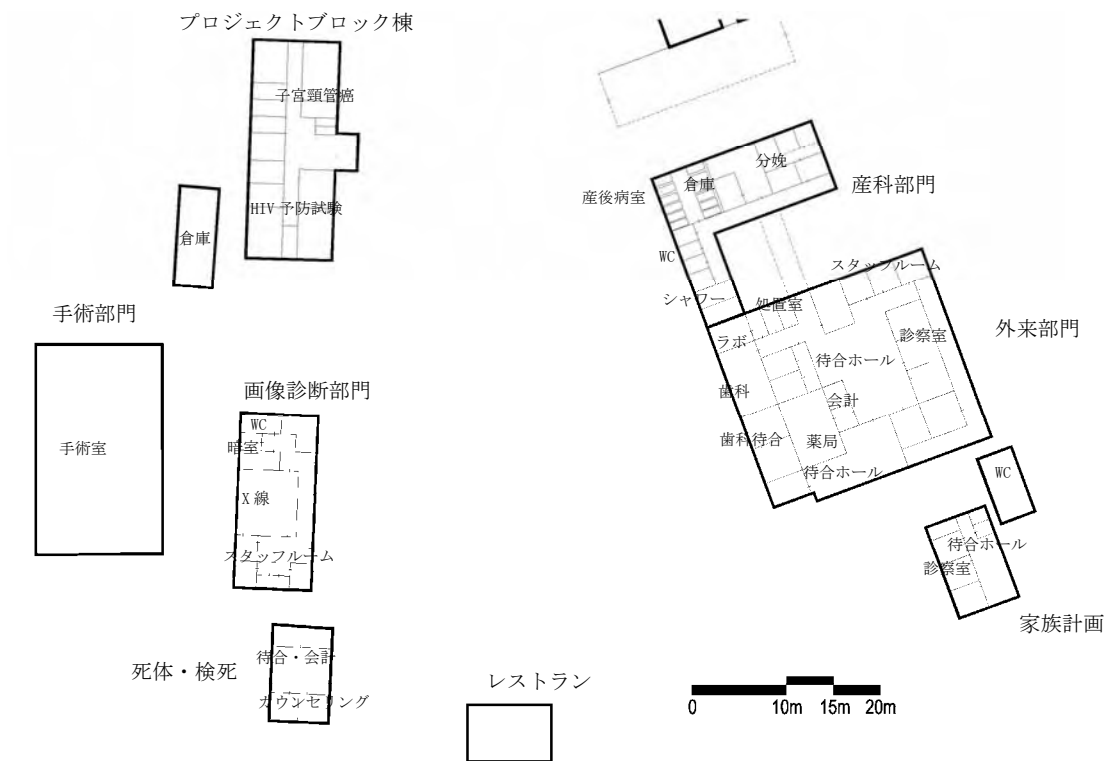 プロジェクトブロック棟
子宮頸管癌
HIV 予防試験
倉庫
分娩
倉庫
産科部門
産後病室
WC
シャワー
スタッフルーム
処置室
手術部門
ラボ
診察室
外来部門
待合ホール
画像診断部門
歯科
会計
WC
手術室
暗室
歯科待合
薬局
待合ホール
WC
X 線
スタッフルーム
待合ホール
診察室
家族計画
死体・検死
待合・会計
カウンセリング
レストラン
0 10m 15m 20m